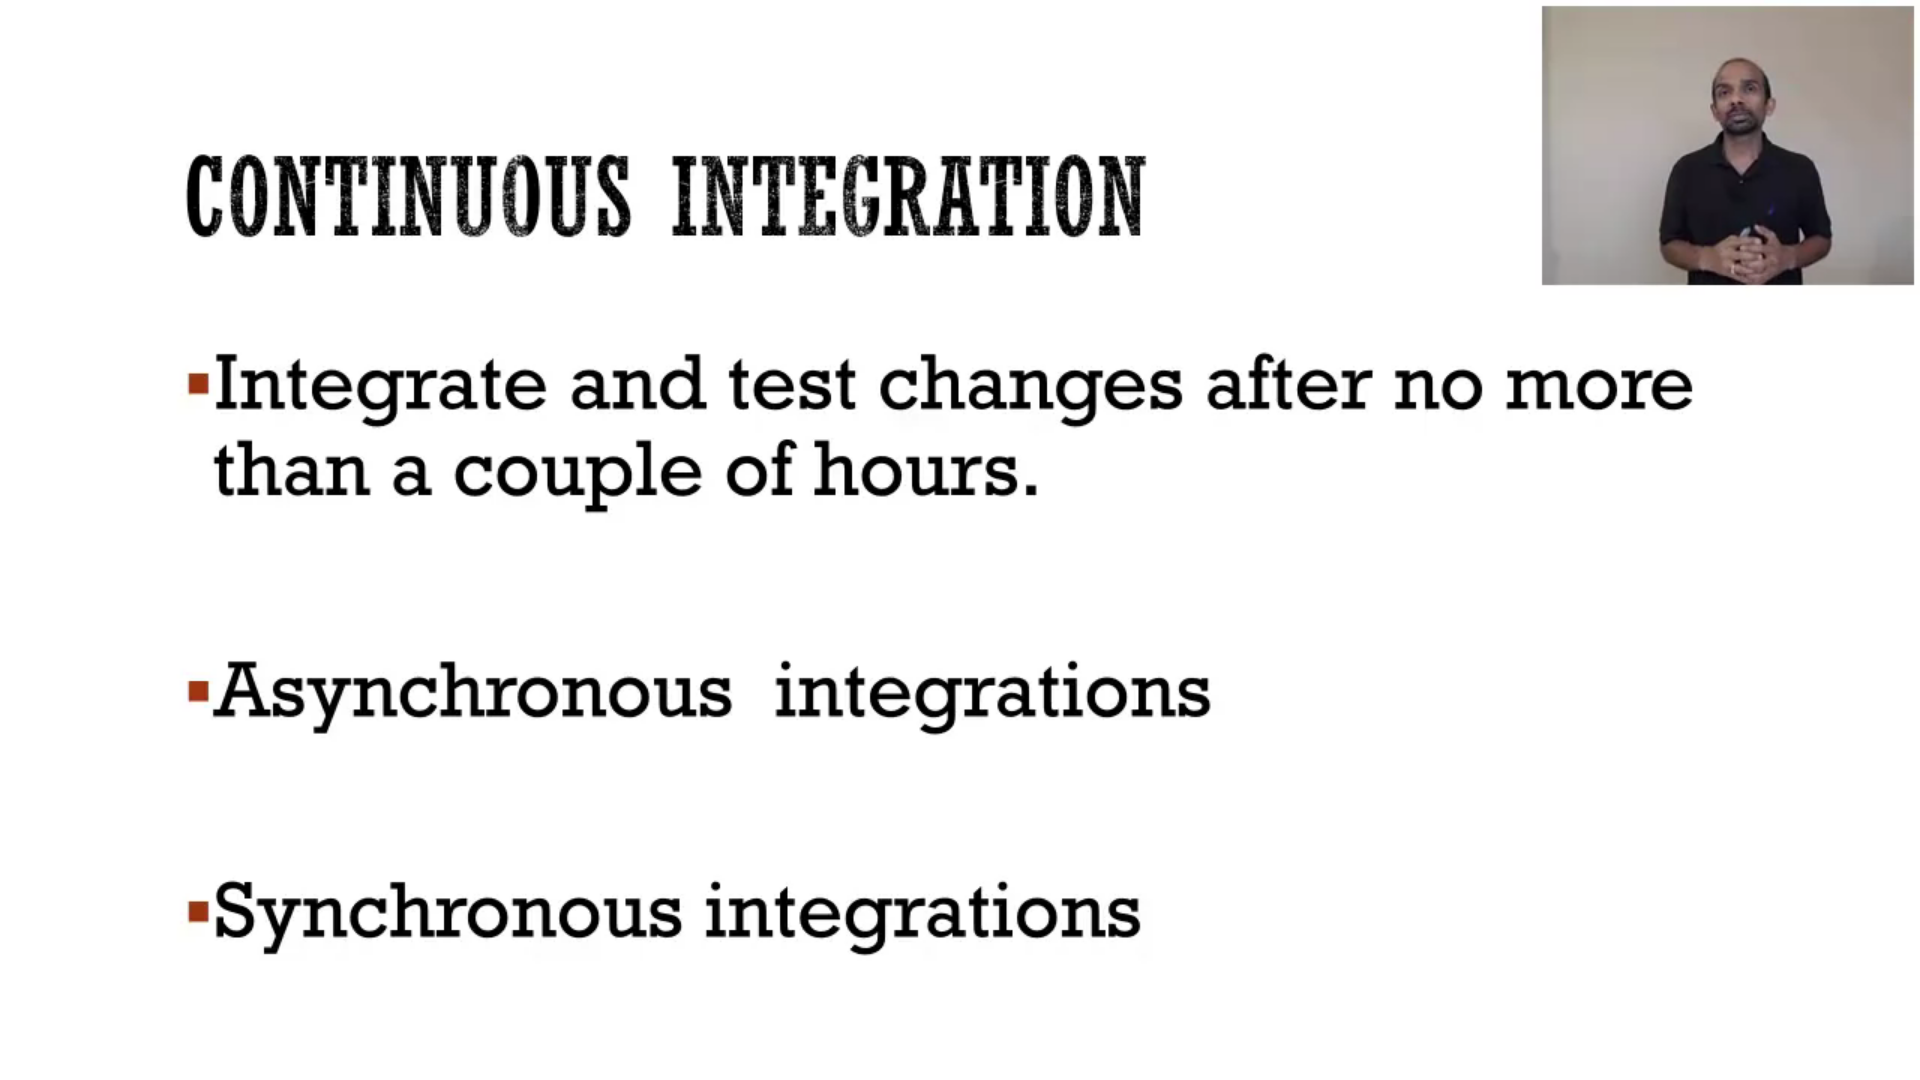 CONTINUOUS INTEGRATION
▪Integrate and test changes after no more
than a couple of hours.
▪Asynchronous integrations
▪Synchronous integrations